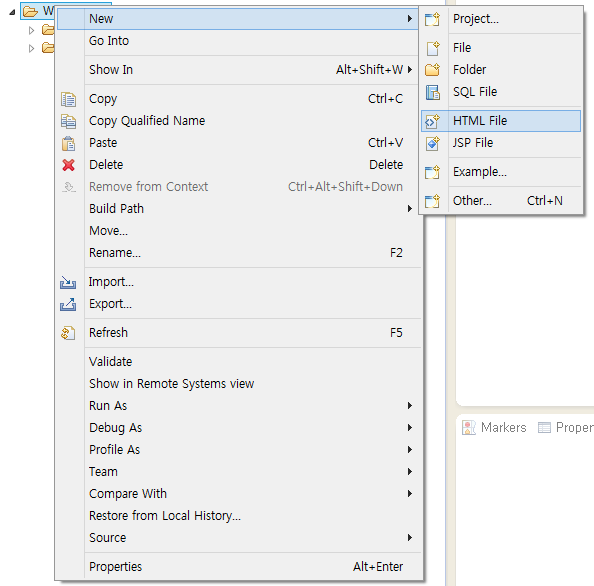 W
New
Go Into
Show In Alt+Shift+W
Copy Ctrl+C
Copy Qualified Name
Paste Ctrl+V
Delete Delete
Remove from Context Ctrl+Alt+Shift+Down
Build Path
Move...
Rename... F2
Import...
Export...
Refresh F5
Validate
Show in Remote Systems view
Run As
Debug As
Profile As
Team
Compare With
Restore from Local History...
Source
Properties Alt+Enter
Project...
File
Folder
SQL File
HTML File
JSP File
Example...
Other... Ctrl+N
Markers Proper